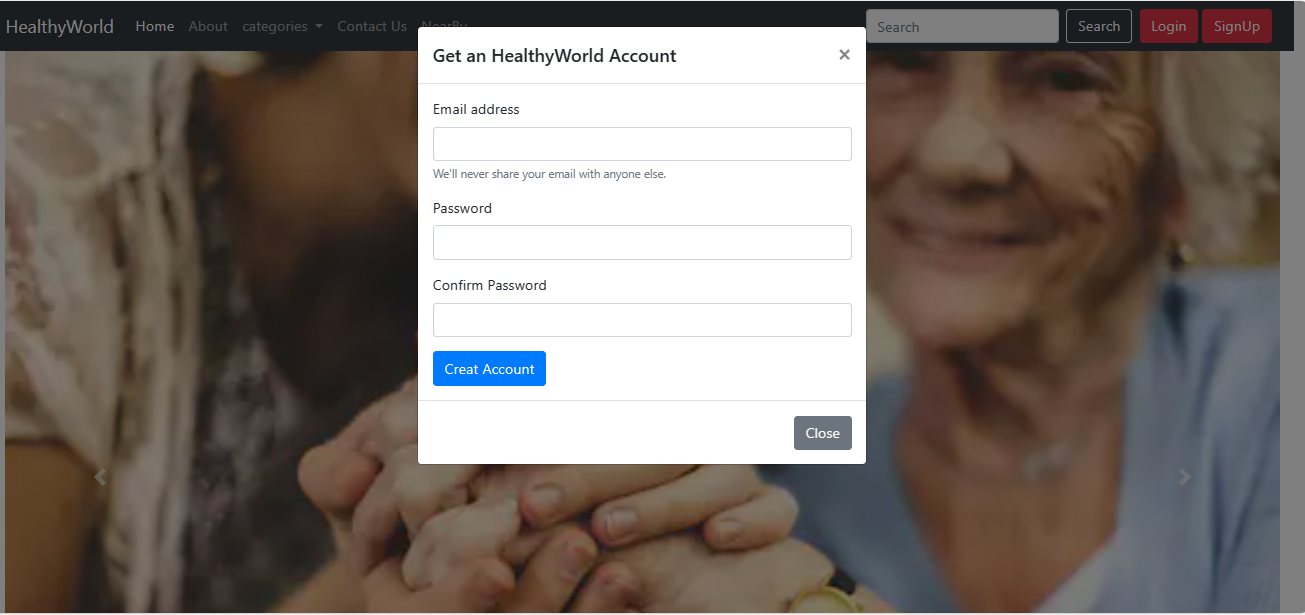 HealthyWorld Home About categories Contact Us NearBy Search Search Login SignUp
Get an HealthyWorld Account ×
Email address
We'll never share your email with anyone else.
Password
Confirm Password
Creat Account
Close